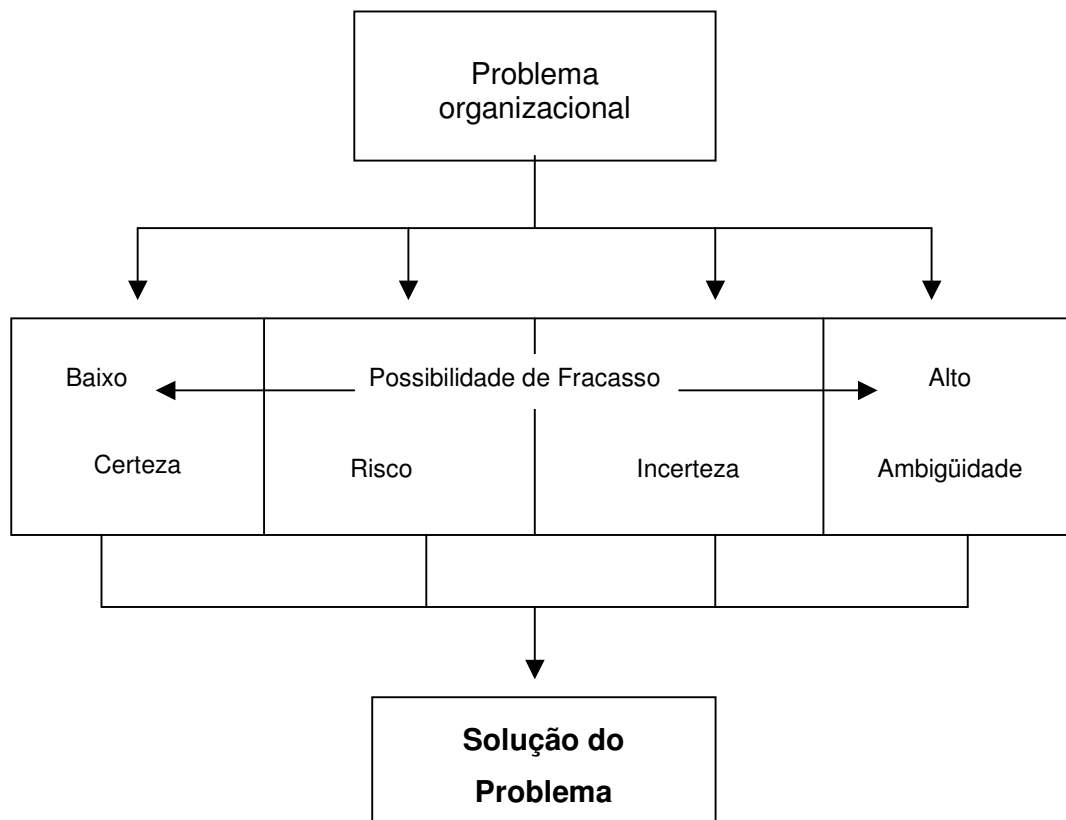 Problema
organizacional
Baixo
Possibilidade de Fracasso
Alto
Certeza
Risco
Incerteza
Ambigüidade
Solução do
Problema